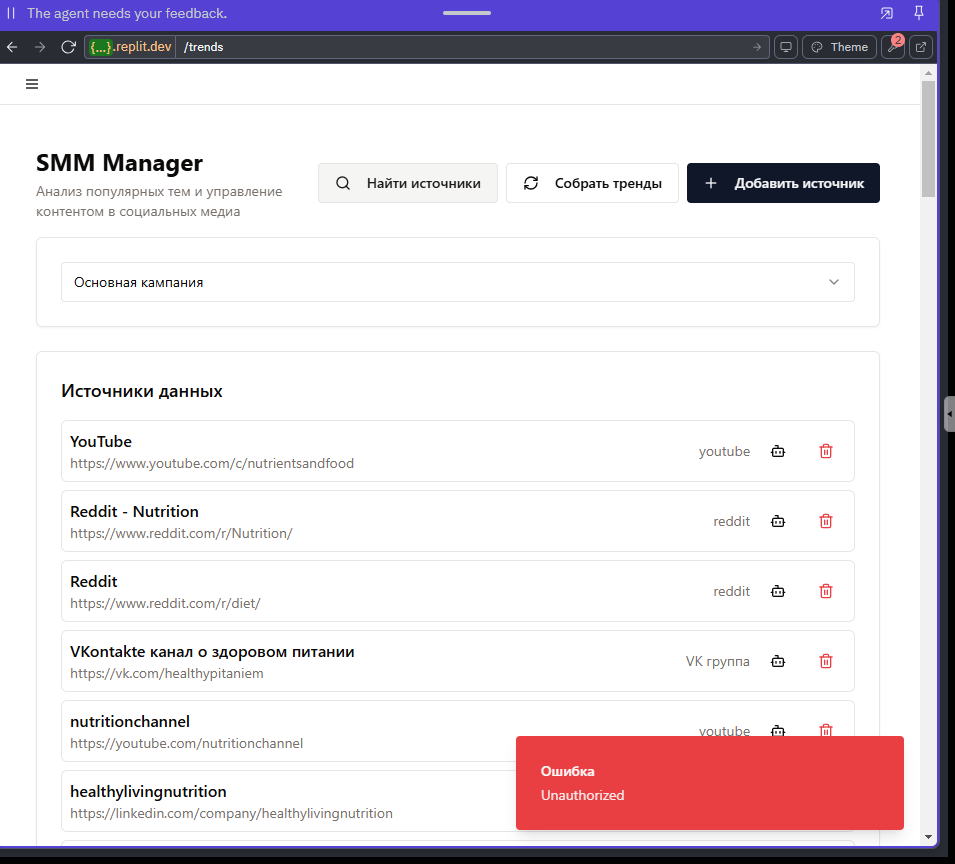 The agent needs your feedback.
{...}.replit.dev /trends
Theme
2
SMM Manager
Анализ популярных тем и управление
контентом в социальных медиа
Найти источники
Собрать тренды
Добавить источник
Основная кампания
Источники данных
YouTube
https://www.youtube.com/c/nutrientsandfood
youtube
Reddit - Nutrition
https://www.reddit.com/r/Nutrition/
reddit
Reddit
https://www.reddit.com/r/diet/
reddit
VKontakte канал о здоровом питании
https://vk.com/healthypitaniem
VK группа
nutritionchannel
https://youtube.com/nutritionchannel
youtube
healthylivingnutrition
https://linkedin.com/company/healthylivingnutrition
Ошибка
Unauthorized